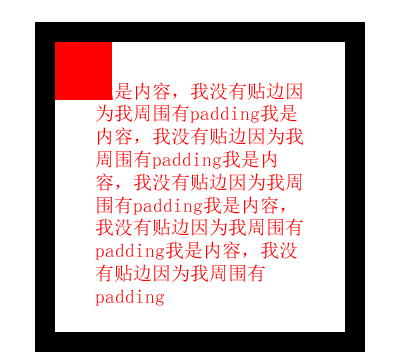 是内容，我没有贴边因
为我周围有padding我是
内容，我没有贴边因为我
周围有padding我是内
容，我没有贴边因为我周
围有padding我是内容，
我没有贴边因为我周围有
padding我是内容，我没
有贴边因为我周围有
padding